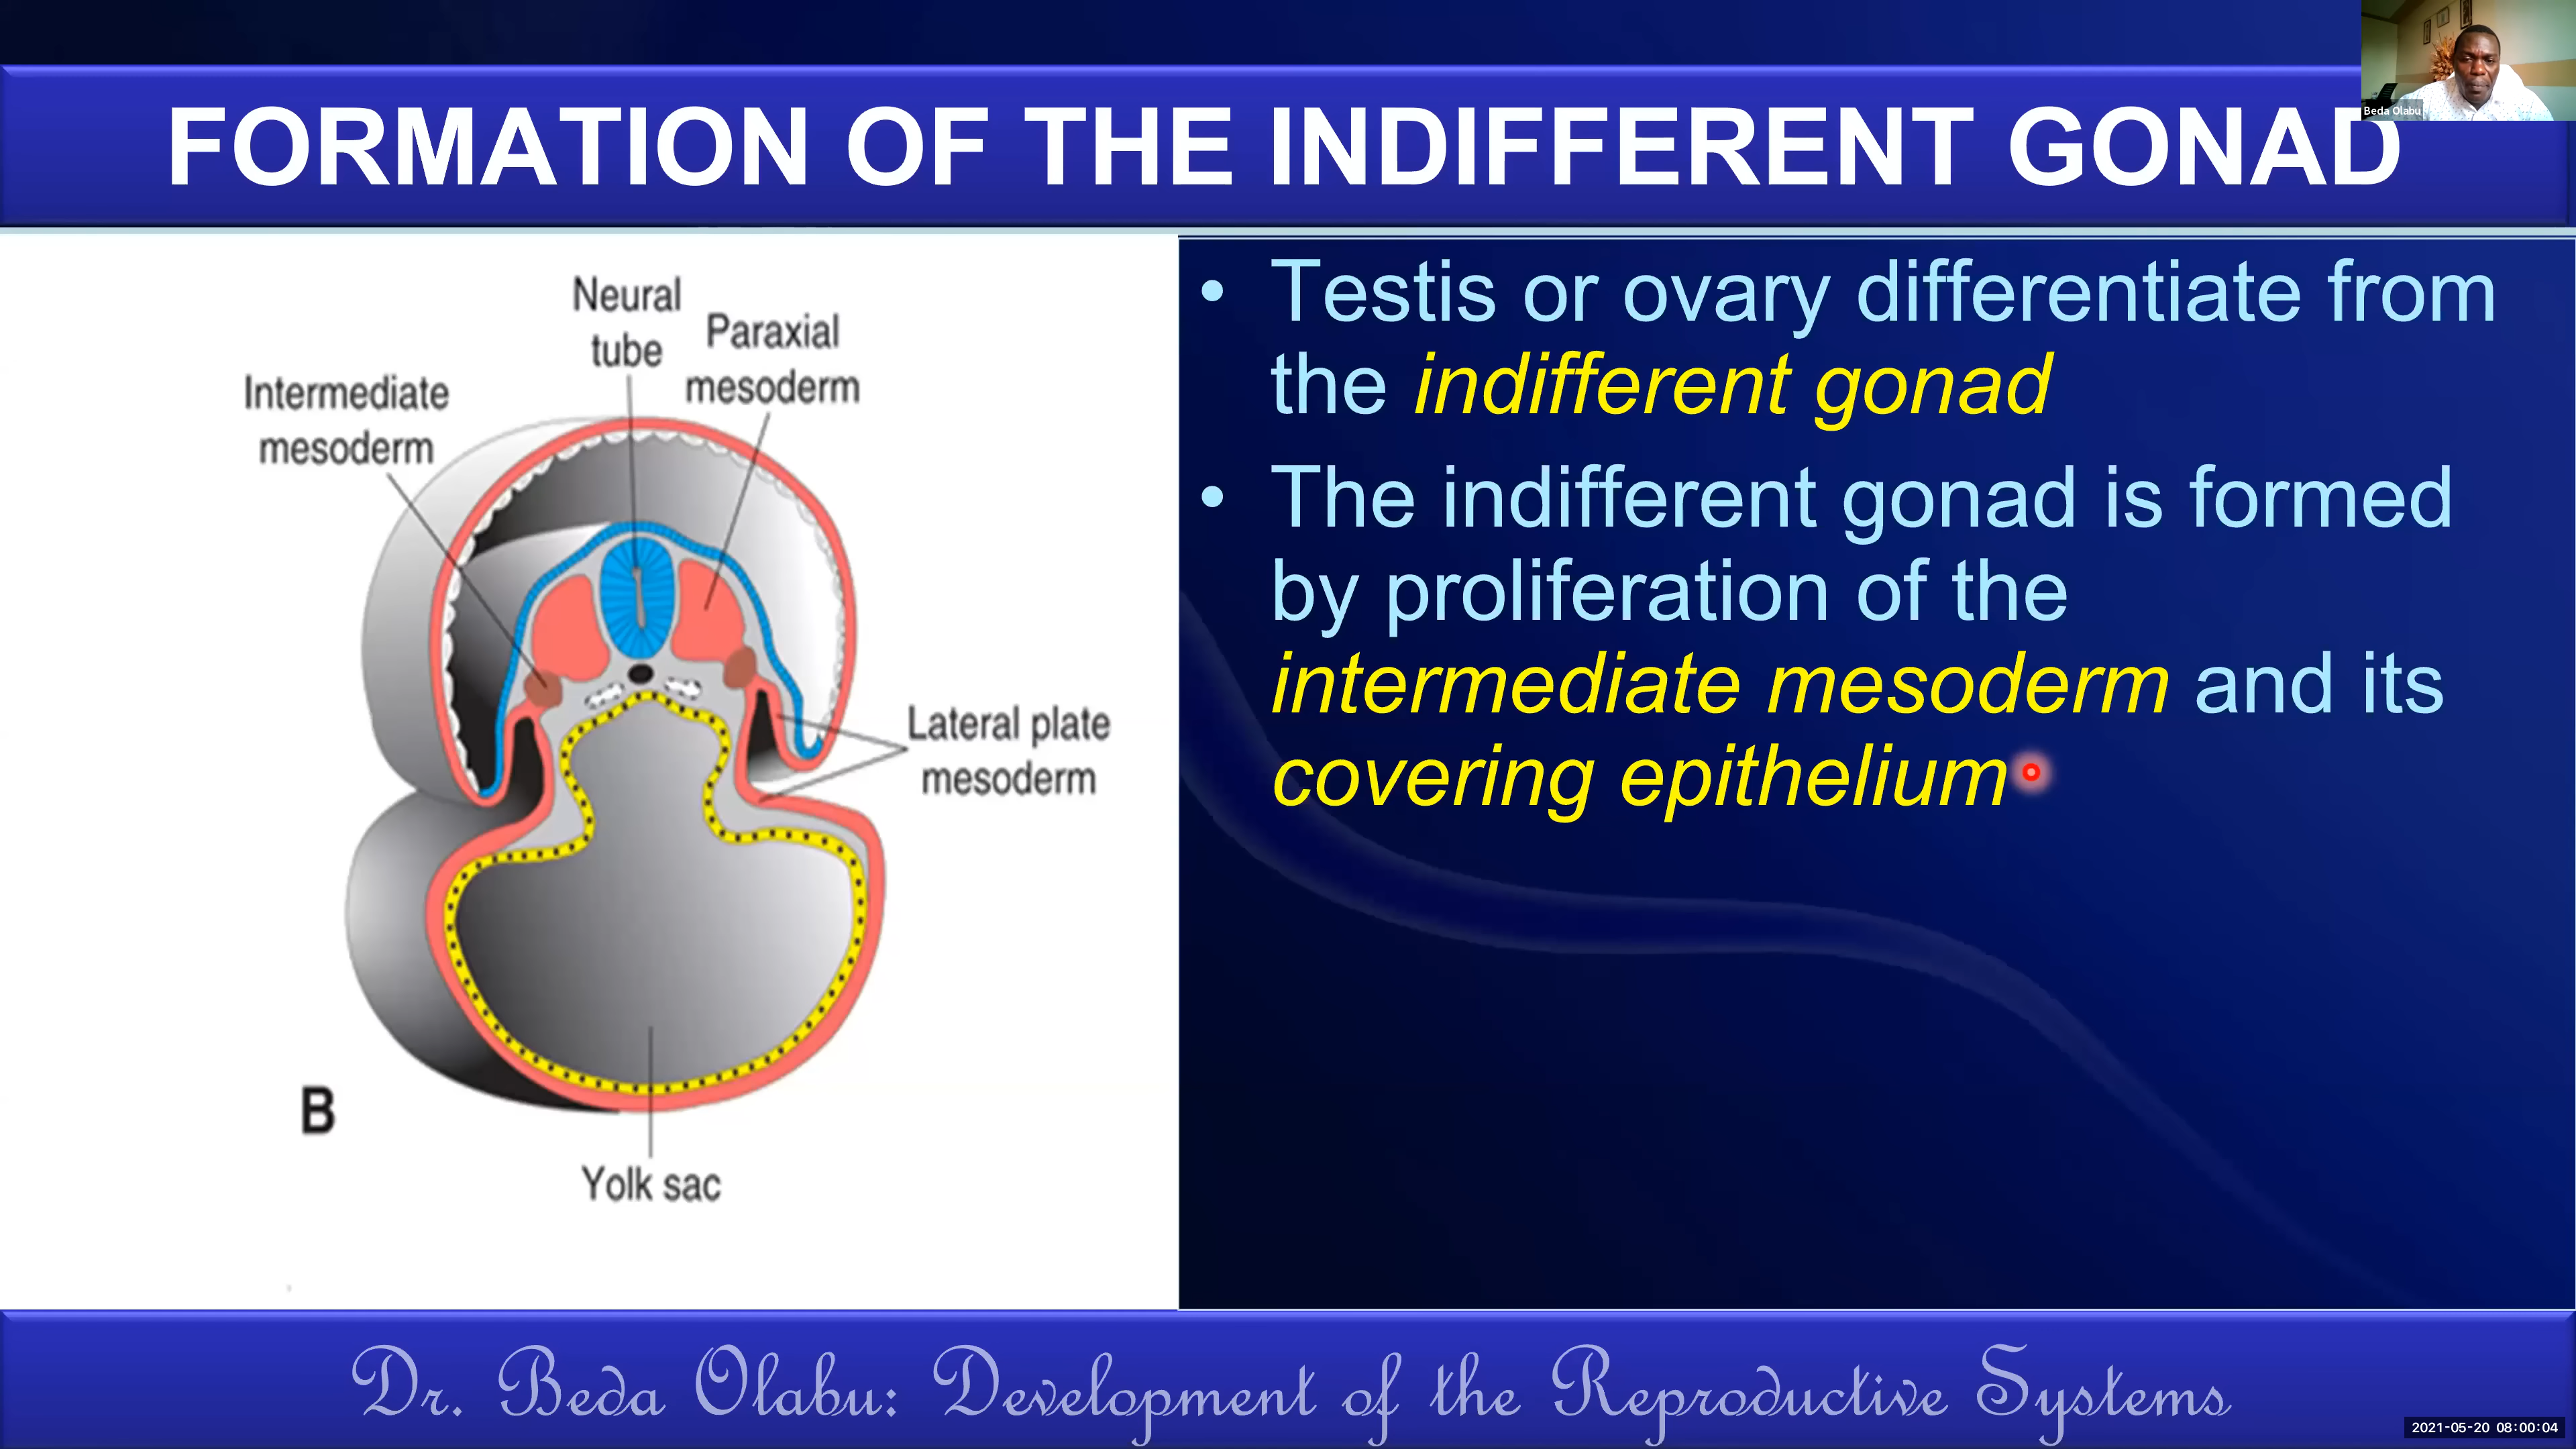 Beda Olabu
FORMATION OF THE INDIFFERENT GONAD
Neural
tube
Paraxial
mesoderm
Intermediate
mesoderm
Lateral plate
mesoderm
B
Yolk sac
• Testis or ovary differentiate from
the indifferent gonad
• The indifferent gonad is formed
by proliferation of the
intermediate mesoderm and its
covering epithelium
Dr. Beda Olabu: Development of the Reproductive Systems
2021-05-20 08:00:04